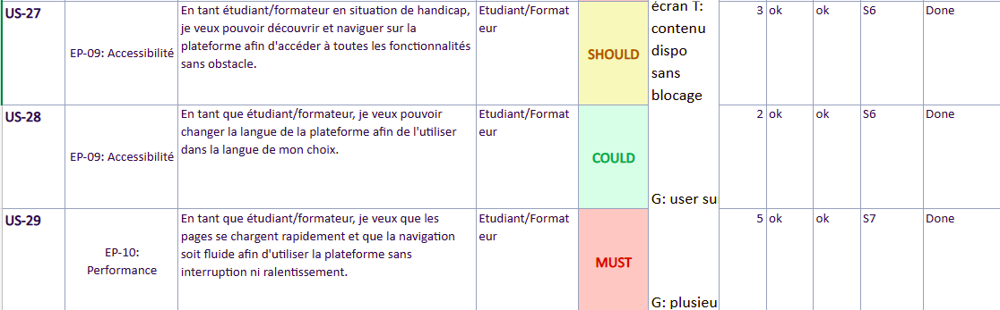 US-27
EP-09: Accessibilité
En tant étudiant/formateur en situation de handicap,
je veux pouvoir découvrir et naviguer sur la
plateforme afin d'accéder à toutes les fonctionnalités
sans obstacle.
Etudiant/Format
eur
SHOULD
écran T:
contenu
dispo
sans
blocage
3
ok
ok
S6
Done
US-28
EP-09: Accessibilité
En tant que étudiant/formateur, je veux pouvoir
changer la langue de la plateforme afin de l'utiliser
dans la langue de mon choix.
Etudiant/Format
eur
COULD
G: user su
2
ok
ok
S6
Done
US-29
EP-10:
Performance
En tant que étudiant/formateur, je veux que les
pages se chargent rapidement et que la navigation
soit fluide afin d'utiliser la plateforme sans
interruption ni ralentissement.
Etudiant/Format
eur
MUST
G: plusieu
5
ok
ok
S7
Done